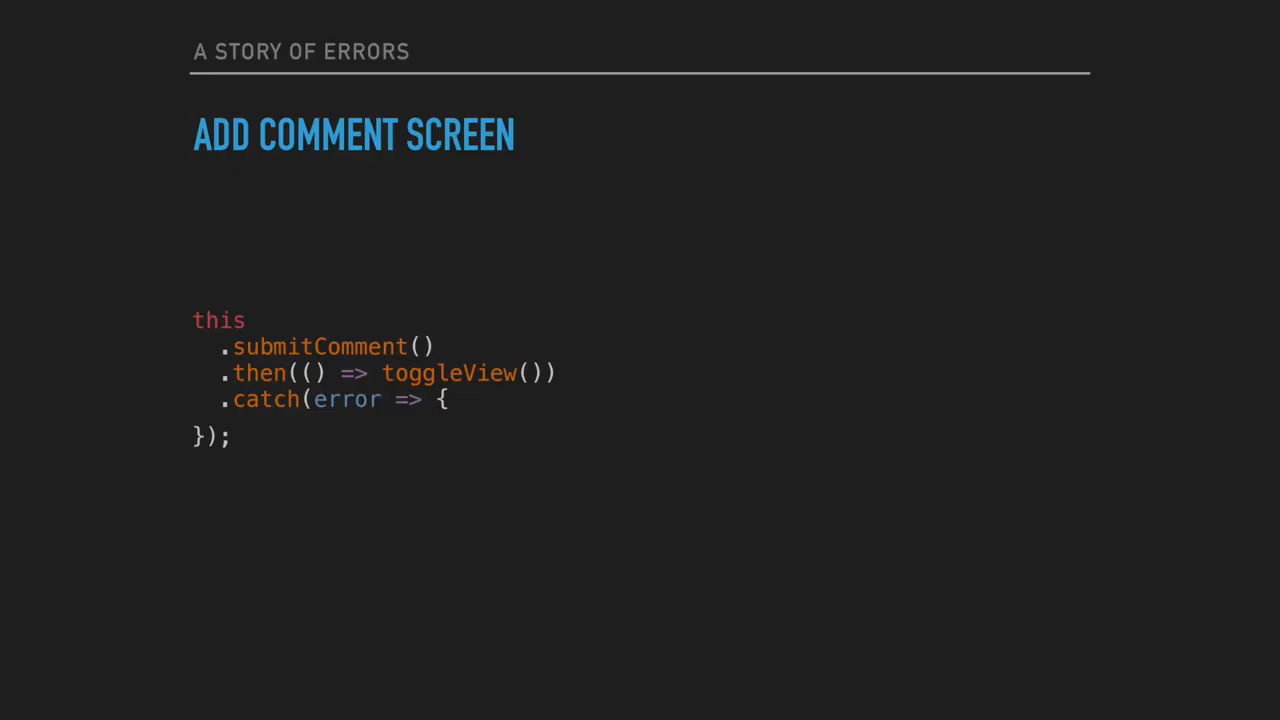 A STORY OF ERRORS
ADD COMMENT SCREEN
this
  .submitComment()
  .then(() => toggleView())
  .catch(error => {
});